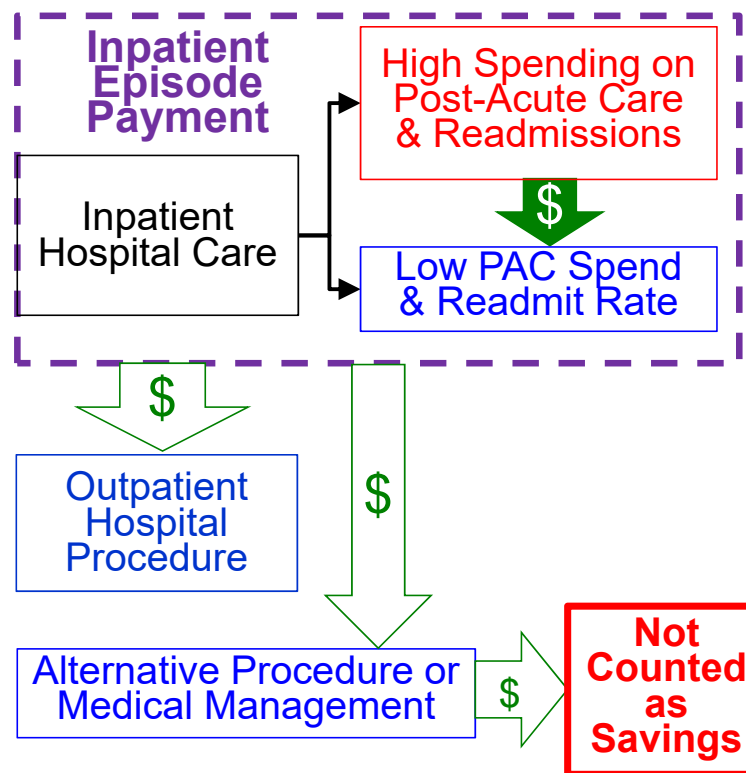 Inpatient
Episode
Payment
High Spending on
Post-Acute Care
& Readmissions
Inpatient
Hospital Care
$
Low PAC Spend
& Readmit Rate
$
$
Outpatient
Hospital
Procedure
Alternative Procedure or
Medical Management
$
Not
Counted
as
Savings